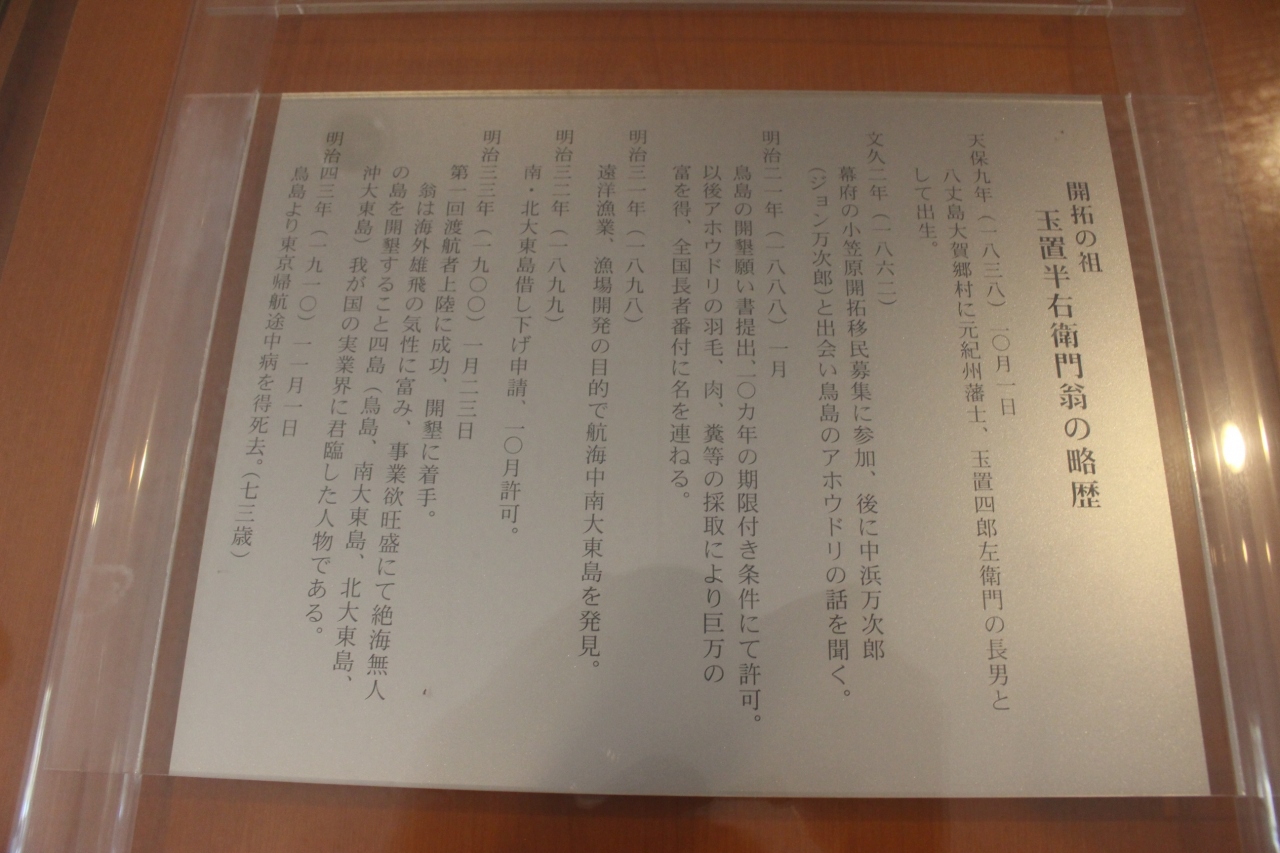 開拓の祖
玉置半右衛門翁の略歴
天保九年（一八三八）一〇月一日
八丈島大賀郷村に元紀州藩士、玉置四郎左衛門の長男と
して出生。
文久二年（一八六二）
幕府の小笠原開拓移民募集に参加、後に中浜万次郎
（ジョン万次郎）と出会い鳥島のアホウドリの話を聞く。
明治二一年（一八八八）一月
鳥島の開墾願い書提出、一〇カ年の期限付き条件にて許可。
以後アホウドリの羽毛、肉、糞等の採取により巨万の
富を得、全国長者番付に名を連ねる。
明治三一年（一八九八）
遠洋漁業、漁場開発の目的で航海中南大東島を発見。
明治三二年（一八九九）
南・北大東島借し下げ申請、一〇月許可。
明治三三年（一九〇〇）一月二三日
第一回渡航者上陸に成功、開墾に着手。
翁は海外雄飛の気性に富み、事業欲旺盛にて絶海無人
の島を開墾すること四島（鳥島、南大東島、北大東島、
沖大東島）我が国の実業界に君臨した人物である。
明治四三年（一九一〇）一一月一日
鳥島より東京帰航途中病を得死去。（七三歳）